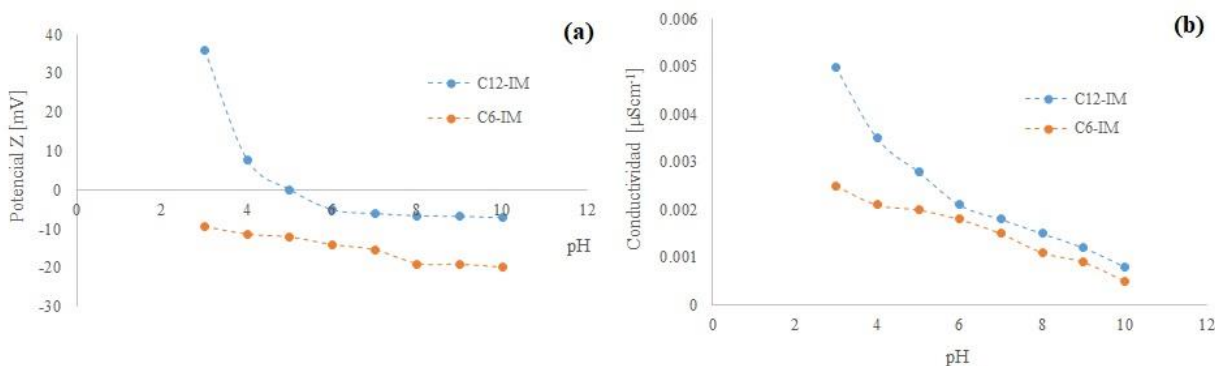 (a)
40
30
20
10
0
-10
-20
-30
Potencial Z [mV]
0
2
4
6
8
10
12
pH
C12-IM
C6-IM
(b)
0.006
0.005
0.004
0.003
0.002
0.001
0
Conductividad [µScm⁻¹]
0
2
4
6
8
10
12
pH
C12-IM
C6-IM